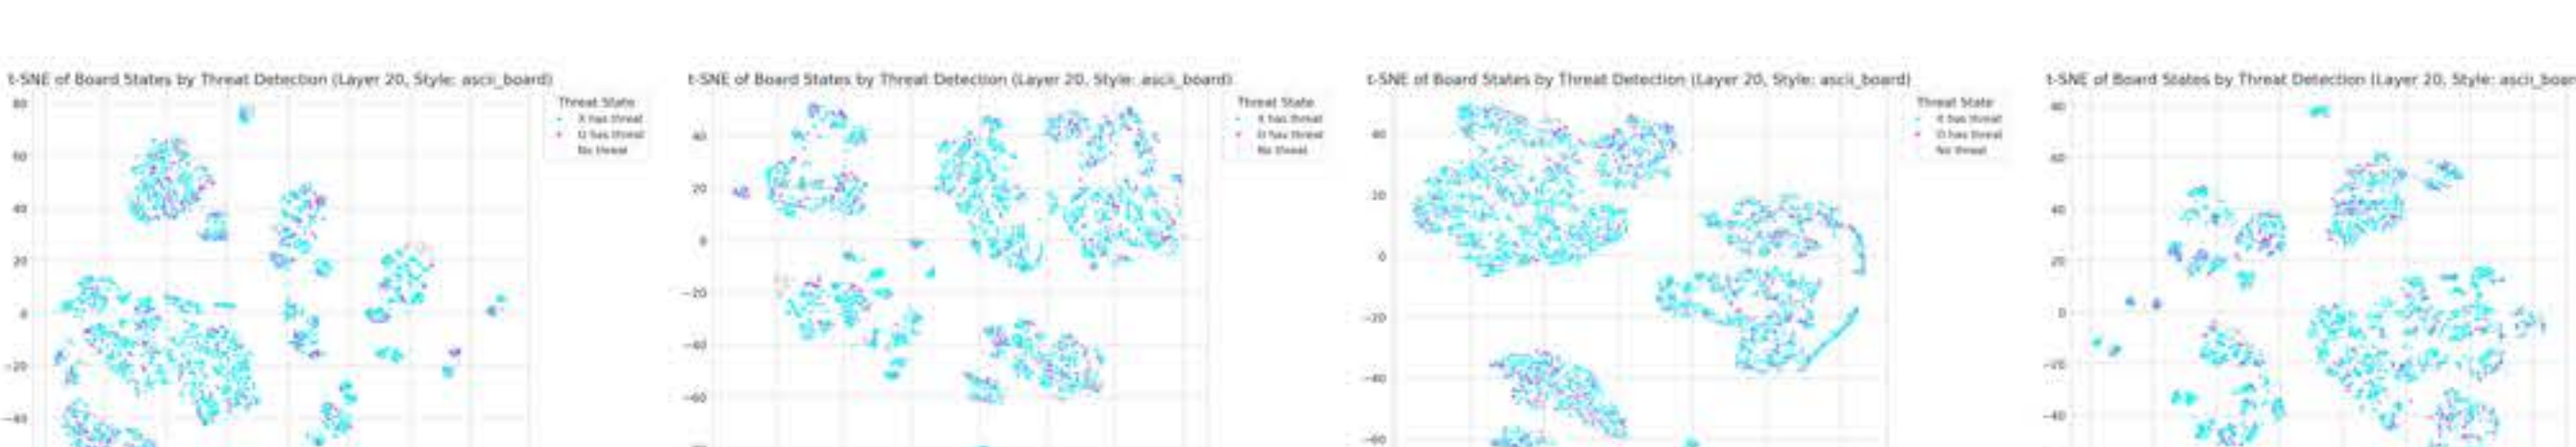 t-SNE of Board States by Threat Detection (Layer 20, Style: ascii_board)
Threat State
X has threat
O has threat
No threat
80
60
40
20
0
−20
−40
t-SNE of Board States by Threat Detection (Layer 20, Style: ascii_board)
Threat State
X has threat
O has threat
No threat
40
20
0
−20
−40
−60
t-SNE of Board States by Threat Detection (Layer 20, Style: ascii_board)
Threat State
X has threat
O has threat
No threat
40
20
0
−20
−40
−60
t-SNE of Board States by Threat Detection (Layer 20, Style: ascii_boar
80
60
40
20
0
−20
−40